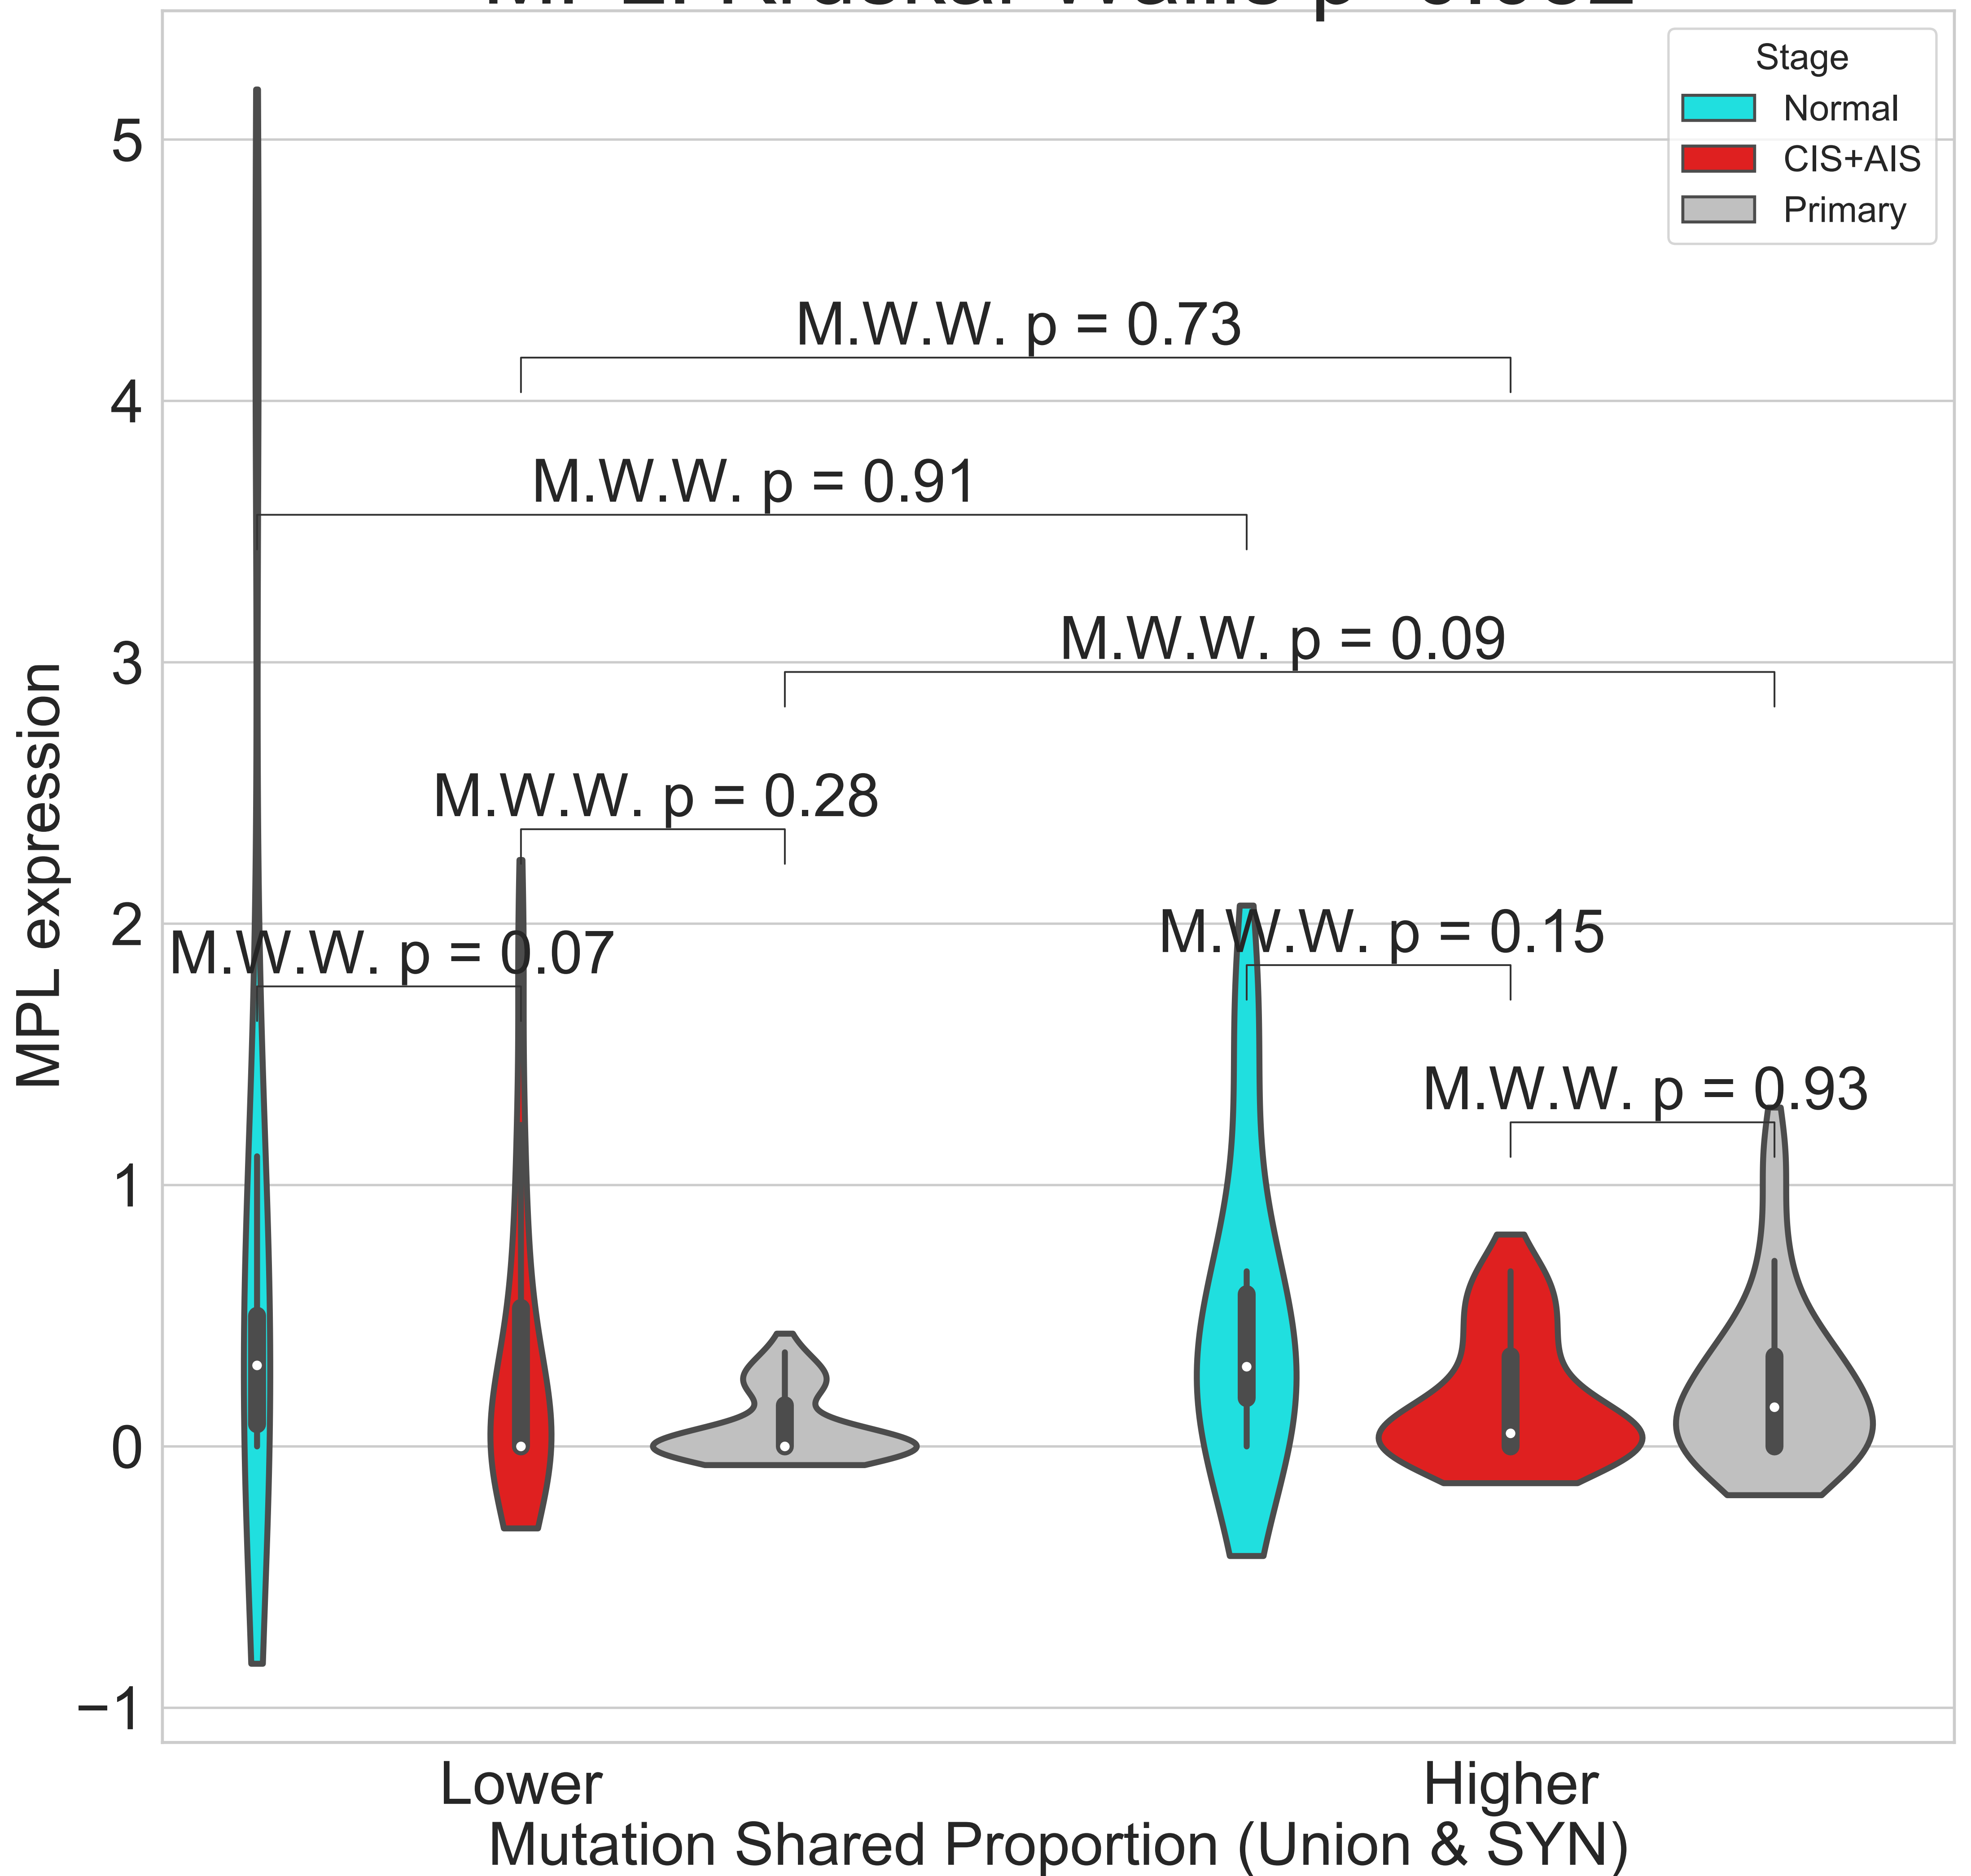 Stage
Normal
CIS+AIS
Primary
5
4
3
2
1
0
−1
MPL expression
M.W.W. p = 0.73
M.W.W. p = 0.91
M.W.W. p = 0.09
M.W.W. p = 0.28
M.W.W. p = 0.07
M.W.W. p = 0.15
M.W.W. p = 0.93
Lower
Higher
Mutation Shared Proportion (Union & SYN)